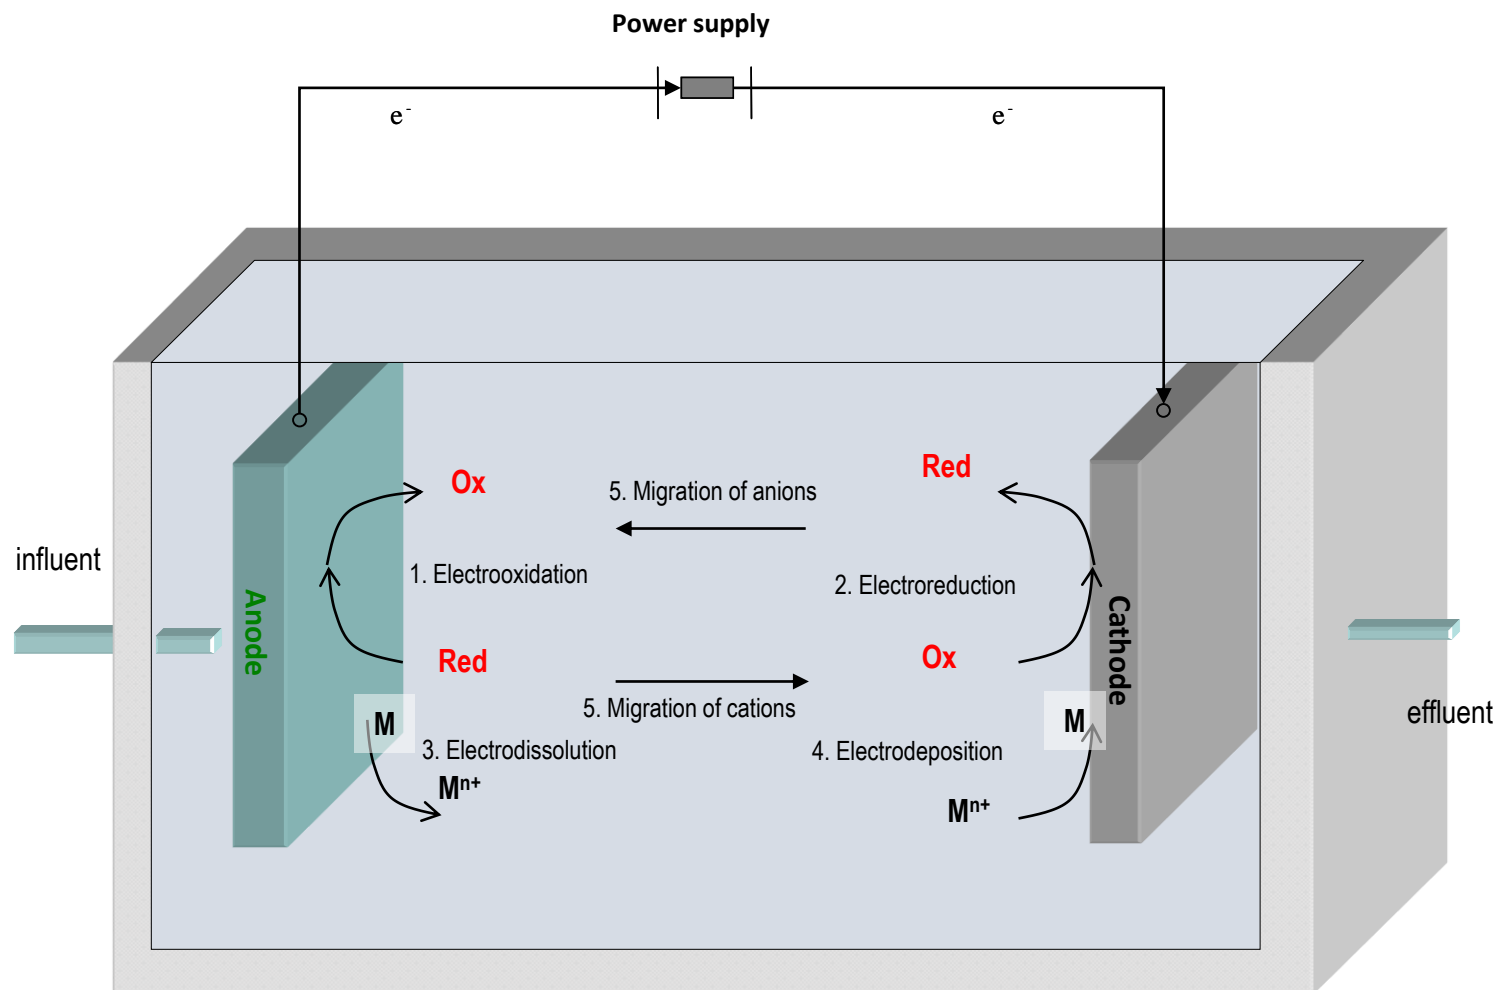 Power supply
e-
e-
Red
Ox
5. Migration of anions
influent
1. Electrooxidation
2. Electroreduction
Anode
Cathode
Red
Ox
5. Migration of cations
M
M
effluent
3. Electrodissolution
4. Electrodeposition
Mn+
Mn+